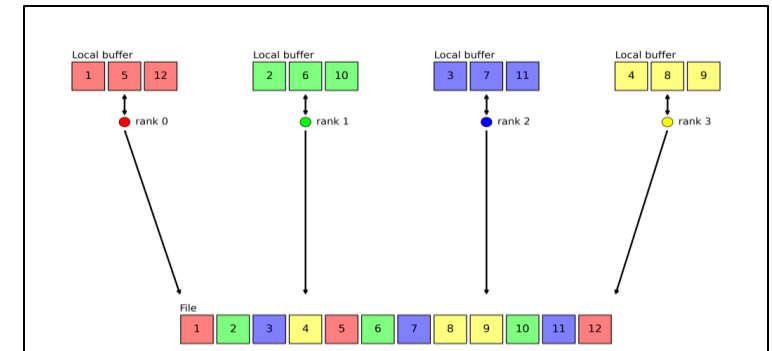 Local buffer Local buffer Local buffer Local buffer
1 5 12 2 6 10 3 7 11 4 8 9
rank 0 rank 1 rank 2 rank 3
File
1 2 3 4 5 6 7 8 9 10 11 12